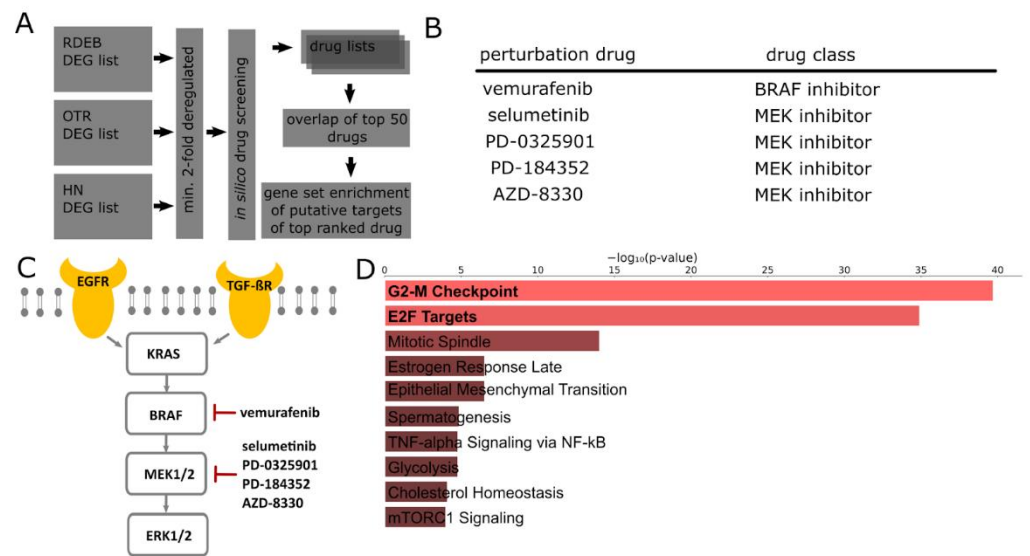 A
RDEB
DEG list
OTR
DEG list
HN
DEG list
min. 2-fold deregulated
in silico drug screening
drug lists
overlap of top 50
drugs
gene set enrichment
of putative targets
of top ranked drug
B
perturbation drug drug class
vemurafenib BRAF inhibitor
selumetinib MEK inhibitor
PD-0325901 MEK inhibitor
PD-184352 MEK inhibitor
AZD-8330 MEK inhibitor
C
EGFR
TGF-ßR
KRAS
BRAF
vemurafenib
MEK1/2
selumetinib
PD-0325901
PD-184352
AZD-8330
ERK1/2
D
−log₁₀(p-value)
0 5 10 15 20 25 30 35 40
G2-M Checkpoint
E2F Targets
Mitotic Spindle
Estrogen Response Late
Epithelial Mesenchymal Transition
Spermatogenesis
TNF-alpha Signaling via NF-kB
Glycolysis
Cholesterol Homeostasis
mTORC1 Signaling